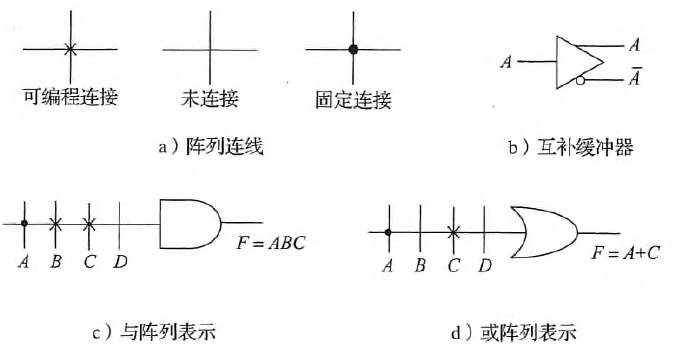 可编程连接
未连接
固定连接
a）阵列连线
A
A
A̅
b）互补缓冲器
A B C D
F = ABC
c）与阵列表示
A B C D
F = A+C
d）或阵列表示